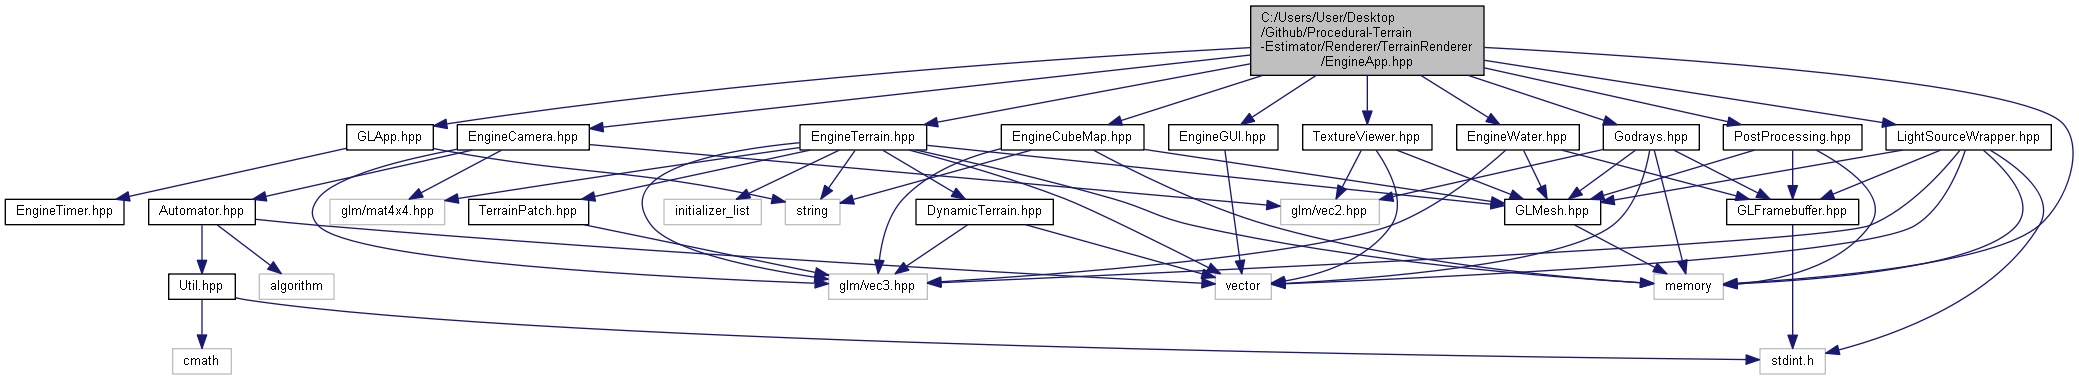 C:/Users/User/Desktop
/Github/Procedural-Terrain
-Estimator/Renderer/TerrainRenderer
/EngineApp.hpp
GLApp.hpp
EngineCamera.hpp
EngineTerrain.hpp
EngineCubeMap.hpp
EngineGUI.hpp
TextureViewer.hpp
EngineWater.hpp
Godrays.hpp
PostProcessing.hpp
LightSourceWrapper.hpp
EngineTimer.hpp
Automator.hpp
glm/mat4x4.hpp
TerrainPatch.hpp
initializer_list
string
DynamicTerrain.hpp
glm/vec2.hpp
GLMesh.hpp
GLFramebuffer.hpp
Util.hpp
algorithm
glm/vec3.hpp
vector
memory
cmath
stdint.h